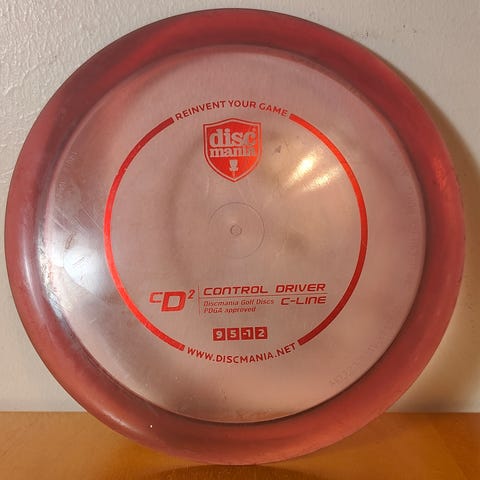 REINVENT YOUR GAME
disc
mania
CD2 CONTROL DRIVER
Discmania Golf Discs C-LINE
PDGA approved
9 5 -1 2
WWW.DISCMANIA.NET